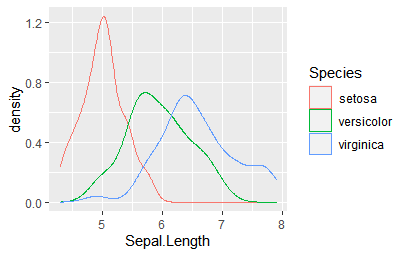 density
1.2
0.8
0.4
0.0
5
6
7
8
Sepal.Length
Species
setosa
versicolor
virginica